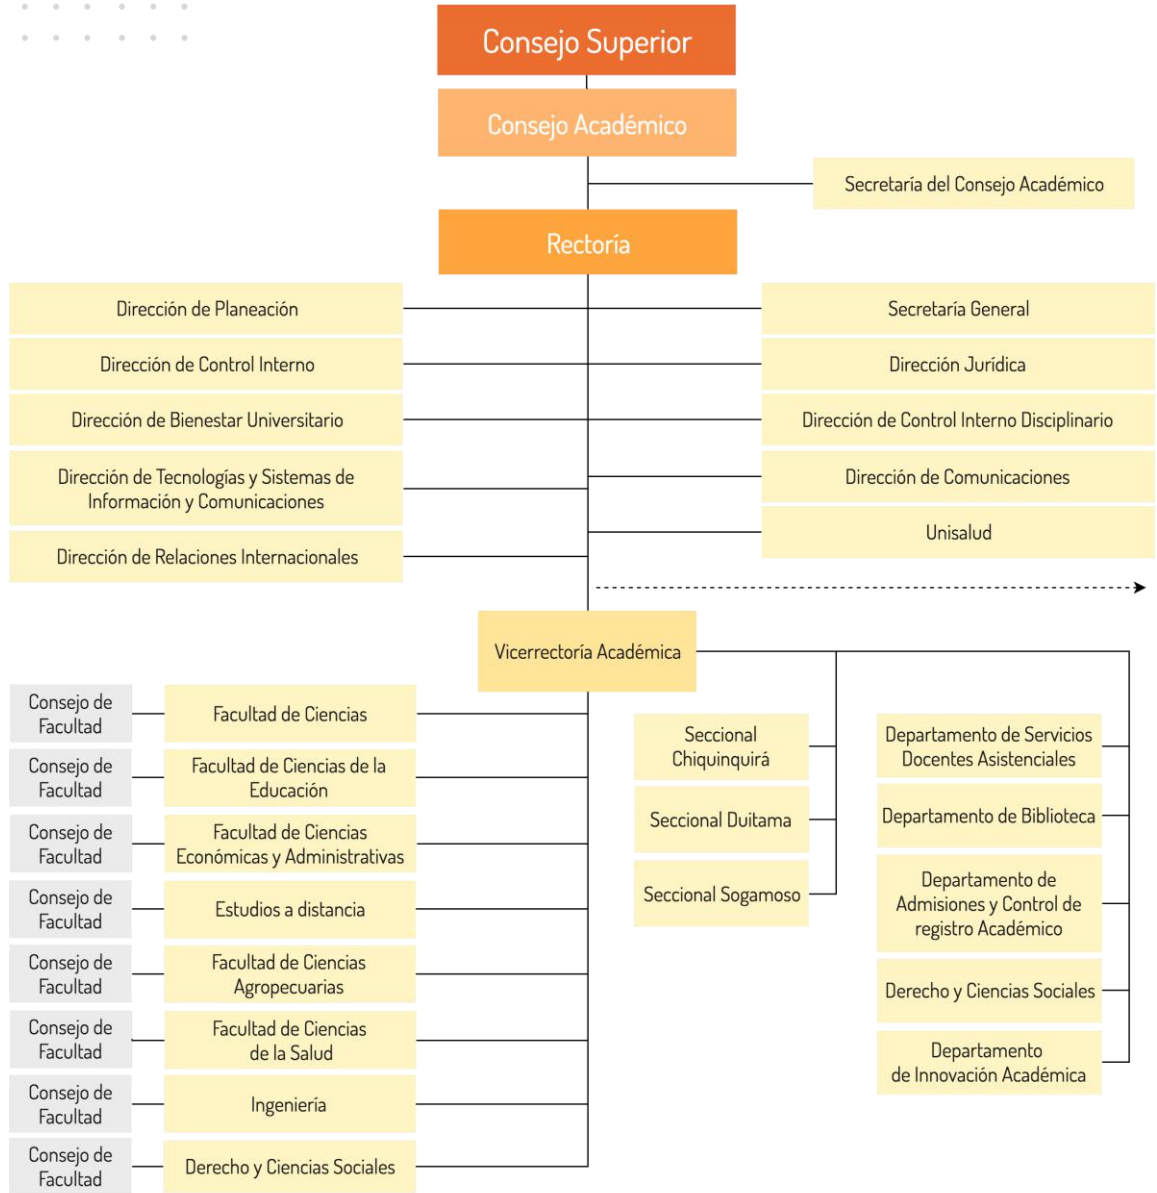 Consejo Superior
Consejo Académico
Secretaría del Consejo Académico
Rectoría
Dirección de Planeación
Secretaría General
Dirección de Control Interno
Dirección Jurídica
Dirección de Bienestar Universitario
Dirección de Control Interno Disciplinario
Dirección de Tecnologías y Sistemas de
Información y Comunicaciones
Dirección de Comunicaciones
Dirección de Relaciones Internacionales
Unisalud
Vicerrectoría Académica
Consejo de
Facultad
Facultad de Ciencias
Consejo de
Facultad
Facultad de Ciencias de la
Educación
Consejo de
Facultad
Facultad de Ciencias
Económicas y Administrativas
Consejo de
Facultad
Estudios a distancia
Consejo de
Facultad
Facultad de Ciencias
Agropecuarias
Consejo de
Facultad
Facultad de Ciencias
de la Salud
Consejo de
Facultad
Ingeniería
Consejo de
Facultad
Derecho y Ciencias Sociales
Seccional
Chiquinquirá
Seccional Duitama
Seccional Sogamoso
Departamento de Servicios
Docentes Asistenciales
Departamento de Biblioteca
Departamento de
Admisiones y Control de
registro Académico
Derecho y Ciencias Sociales
Departamento
de Innovación Académica